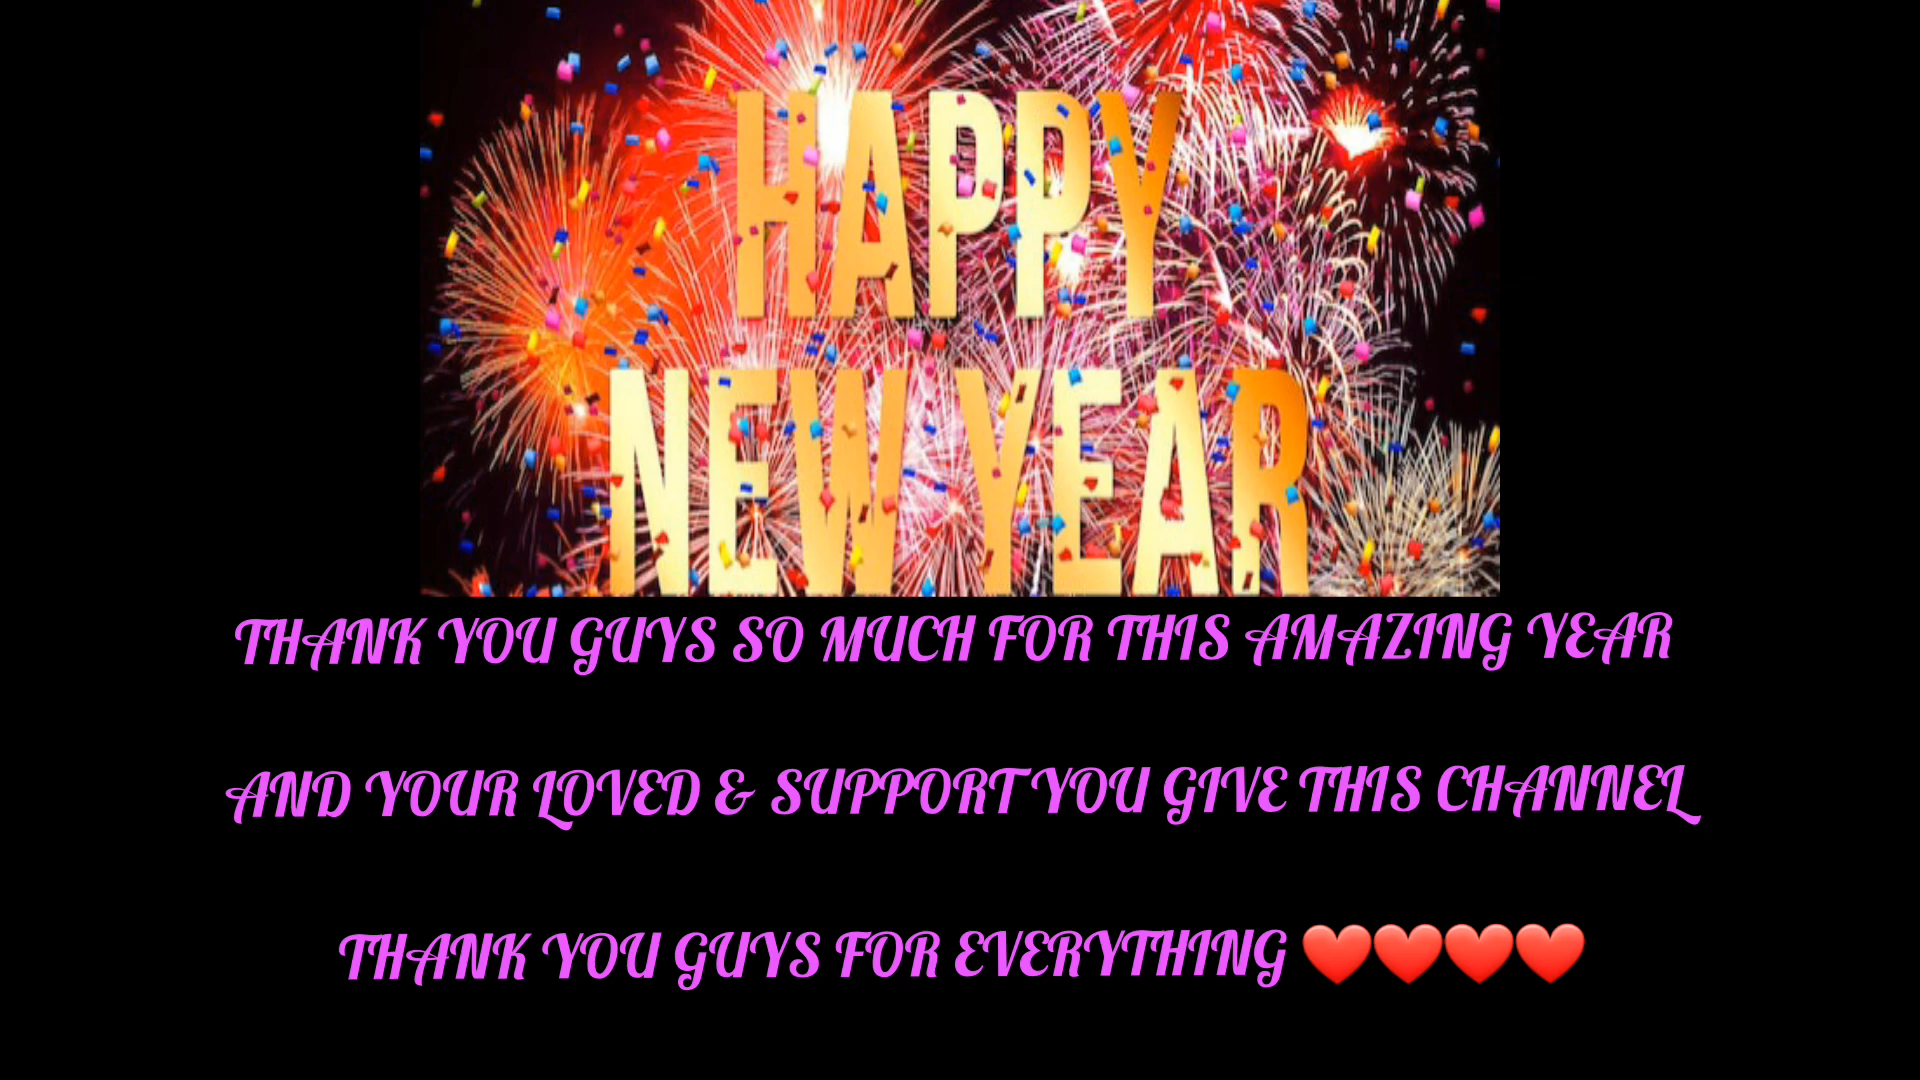 HAPPY
NEW YEAR
THANK YOU GUYS SO MUCH FOR THIS AMAZING YEAR
AND YOUR LOVED & SUPPORT YOU GIVE THIS CHANNEL
THANK YOU GUYS FOR EVERYTHING ❤️❤️❤️❤️